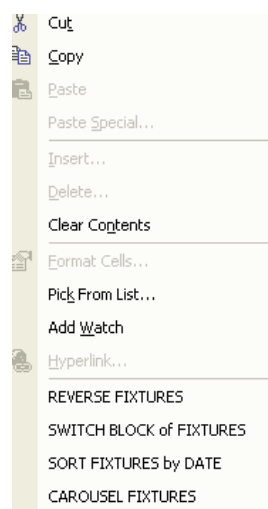 Cut
Copy
Paste
Paste Special...
Insert...
Delete...
Clear Contents
Format Cells...
Pick From List...
Add Watch
Hyperlink...
REVERSE FIXTURES
SWITCH BLOCK of FIXTURES
SORT FIXTURES by DATE
CAROUSEL FIXTURES